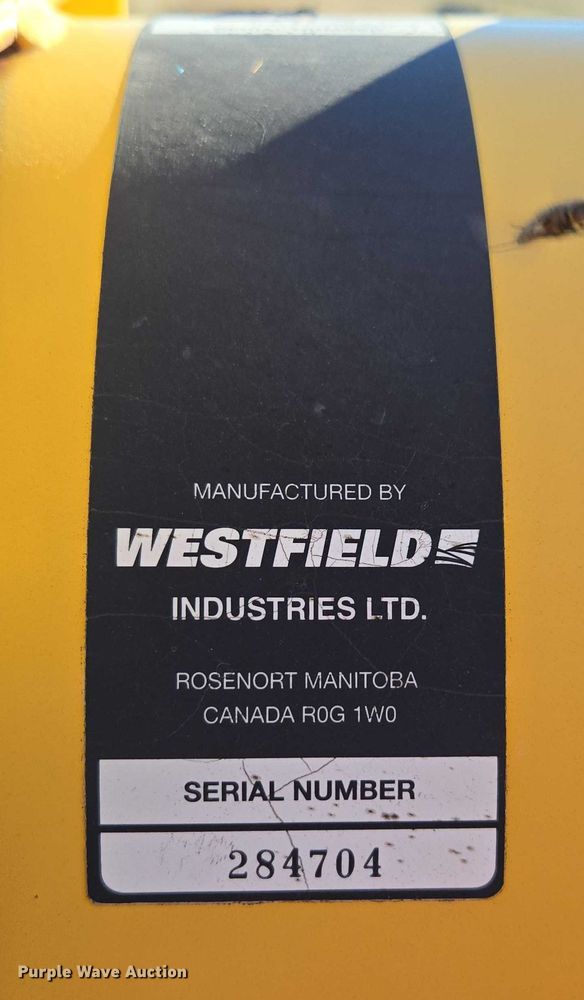 MANUFACTURED BY
WESTFIELD
INDUSTRIES LTD.
ROSENORT MANITOBA
CANADA R0G 1W0
SERIAL NUMBER
284704
Purple Wave Auction